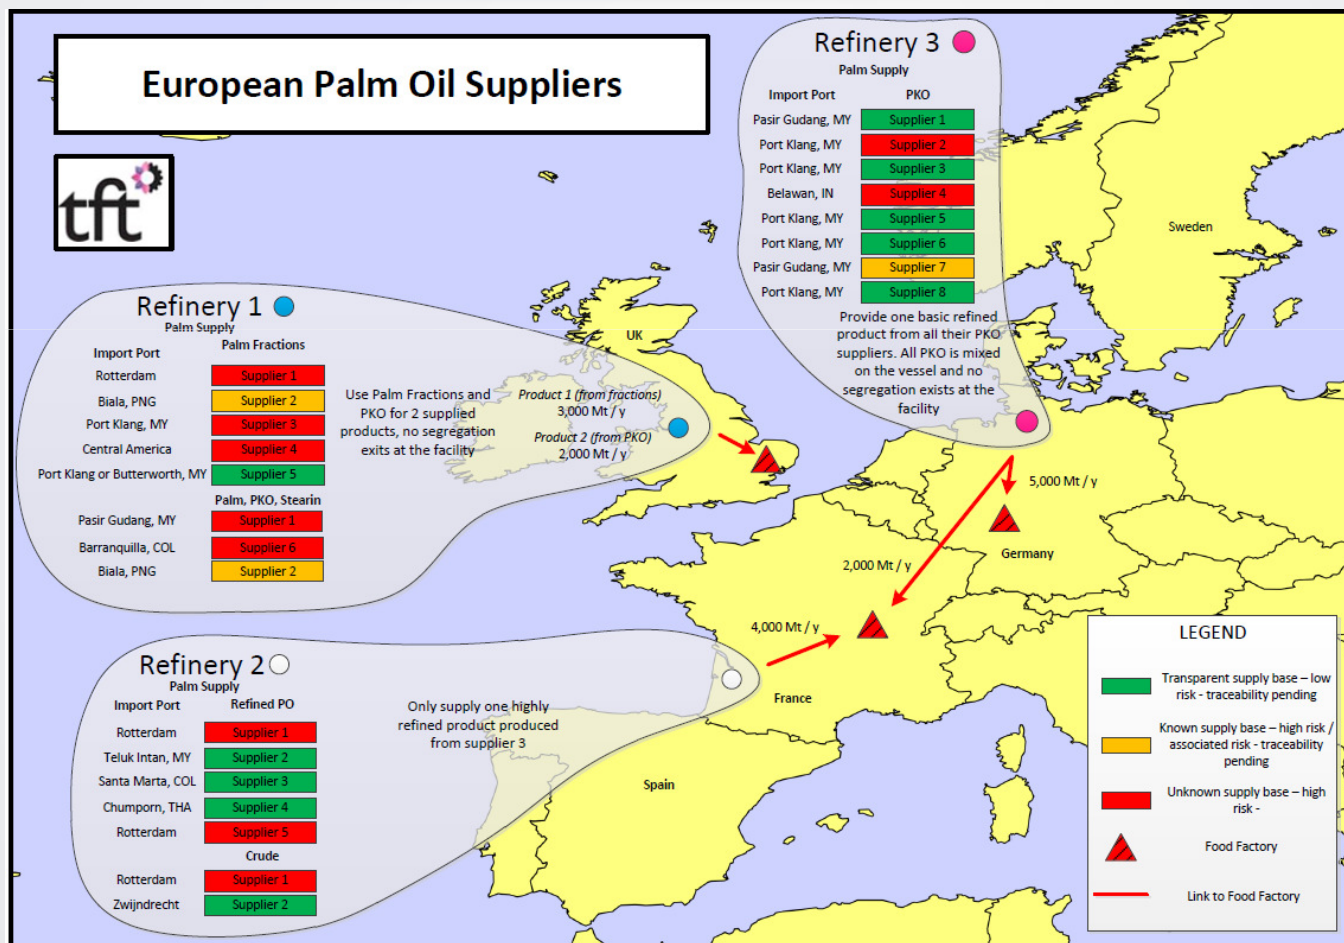 European Palm Oil Suppliers
tft
Refinery 3
Palm Supply
Import Port PKO
Pasir Gudang, MY Supplier 1
Port Klang, MY Supplier 2
Port Klang, MY Supplier 3
Belawan, IN Supplier 4
Port Klang, MY Supplier 5
Port Klang, MY Supplier 6
Pasir Gudang, MY Supplier 7
Port Klang, MY Supplier 8
Provide one basic refined
product from all their PKO
suppliers. All PKO is mixed
on the vessel and no
segregation exists at the
facility
Sweden
UK
Refinery 1
Palm Supply
Import Port Palm Fractions
Rotterdam Supplier 1
Biala, PNG Supplier 2
Port Klang, MY Supplier 3
Central America Supplier 4
Port Klang or Butterworth, MY Supplier 5
Palm, PKO, Stearin
Pasir Gudang, MY Supplier 1
Barranquilla, COL Supplier 6
Biala, PNG Supplier 2
Use Palm Fractions and
PKO for 2 supplied
products, no segregation
exits at the facility
Product 1 (from fractions)
3,000 Mt / y
Product 2 (from PKO)
2,000 Mt / y
5,000 Mt / y
Germany
2,000 Mt / y
4,000 Mt / y
France
Spain
Refinery 2
Palm Supply
Import Port Refined PO
Rotterdam Supplier 1
Teluk Intan, MY Supplier 2
Santa Marta, COL Supplier 3
Chumporn, THA Supplier 4
Rotterdam Supplier 5
Crude
Rotterdam Supplier 1
Zwijndrecht Supplier 2
Only supply one highly
refined product produced
from supplier 3
LEGEND
Transparent supply base – low
risk - traceability pending
Known supply base – high risk /
associated risk - traceability
pending
Unknown supply base – high
risk -
Food Factory
Link to Food Factory